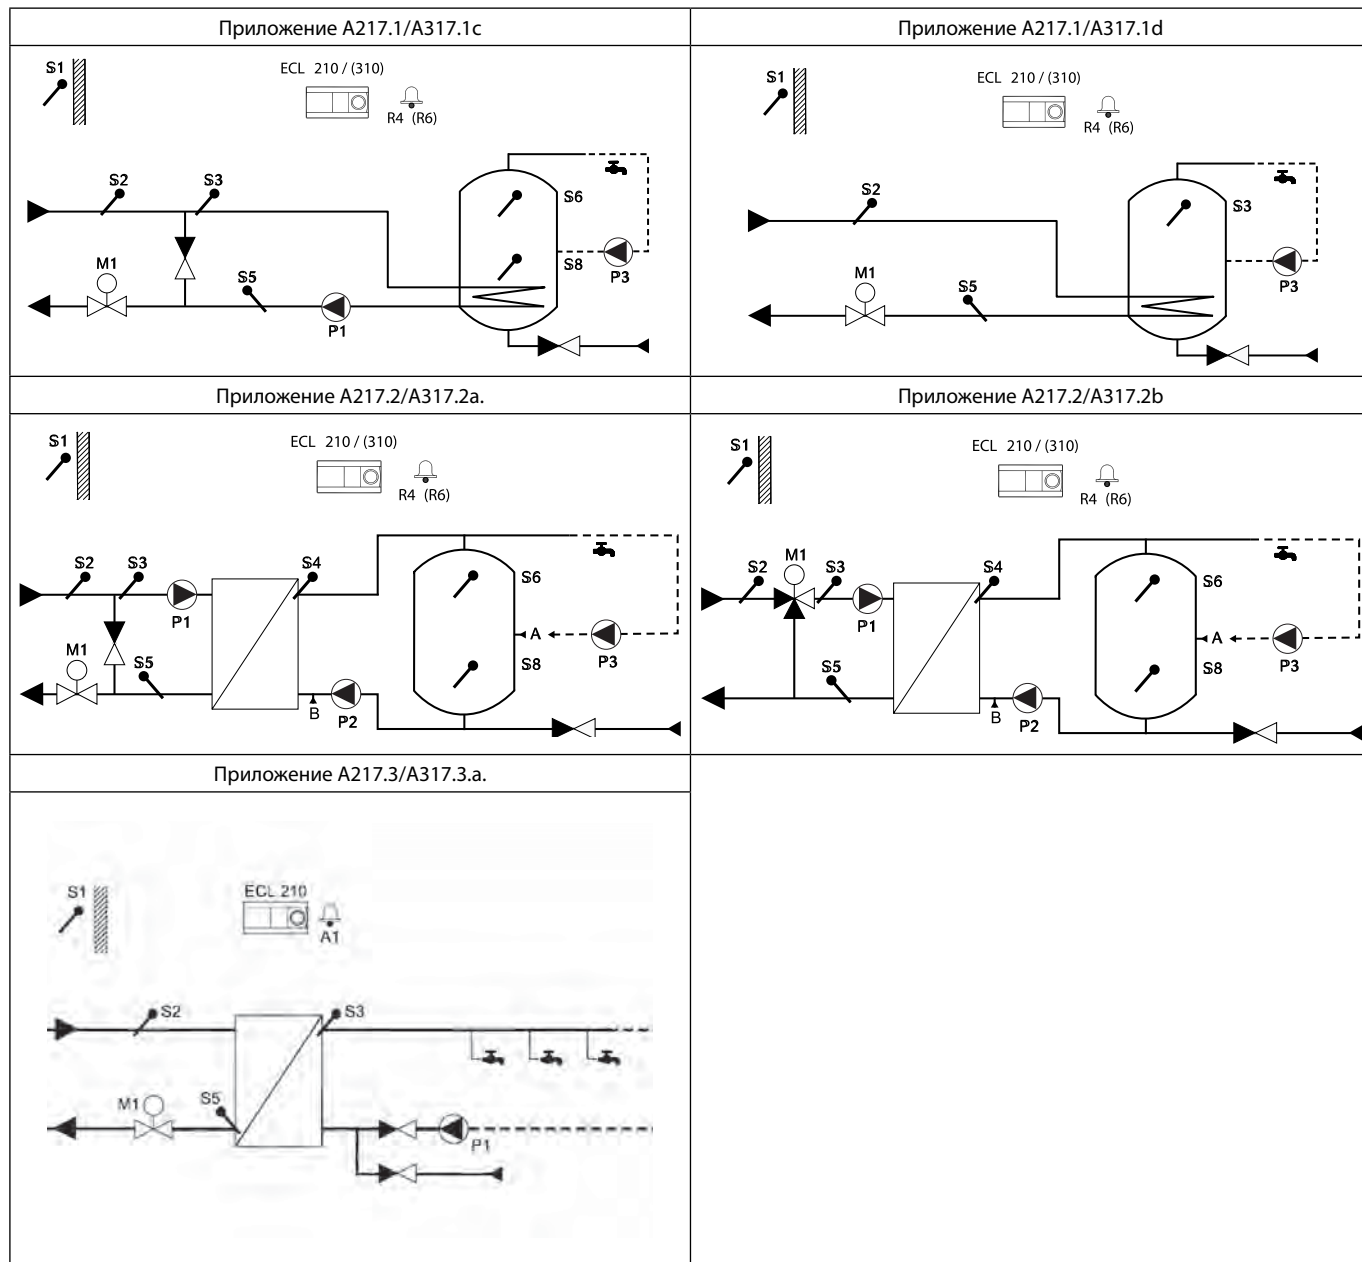 Приложение A217.1/A317.1c
S1
ECL 210 / (310)
R4 (R6)
S2
S3
S6
S8
P3
M1
S5
P1
Приложение A217.1/A317.1d
S1
ECL 210 / (310)
R4 (R6)
S2
S3
P3
M1
S5
Приложение A217.2/A317.2a.
S1
ECL 210 / (310)
R4 (R6)
S2
S3
S4
S6
P1
A
P3
M1
S5
S8
B
P2
Приложение A217.2/A317.2b
S1
ECL 210 / (310)
R4 (R6)
M1
S2
S3
S4
S6
P1
A
P3
S5
S8
B
P2
Приложение A217.3/A317.3.a.
S1
ECL 210
A1
S2
S3
M1
S5
P1